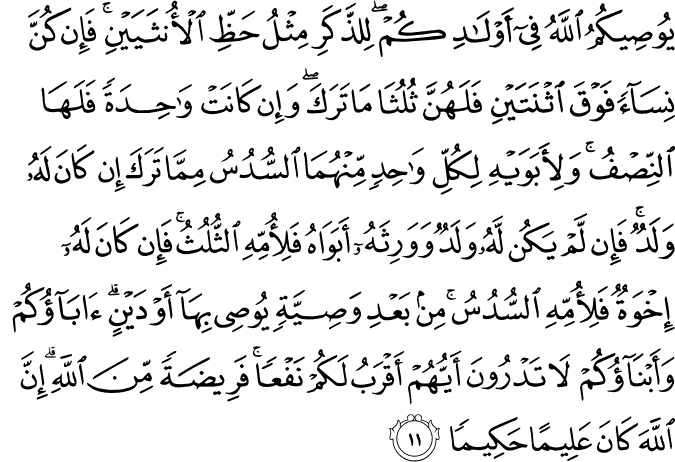 يُوصِيكُمُ ٱللَّهُ فِىٓ أَوْلَـٰدِكُمْ ۖ لِلذَّكَرِ مِثْلُ حَظِّ ٱلْأُنثَيَيْنِ ۚ فَإِن كُنَّ
نِسَآءً فَوْقَ ٱثْنَتَيْنِ فَلَهُنَّ ثُلُثَا مَا تَرَكَ ۖ وَإِن كَانَتْ وَٰحِدَةً فَلَهَا
ٱلنِّصْفُ ۚ وَلِأَبَوَيْهِ لِكُلِّ وَٰحِدٍ مِّنْهُمَا ٱلسُّدُسُ مِمَّا تَرَكَ إِن كَانَ لَهُۥ
وَلَدٌ ۚ فَإِن لَّمْ يَكُن لَّهُۥ وَلَدٌ وَوَرِثَهُۥٓ أَبَوَاهُ فَلِأُمِّهِ ٱلثُّلُثُ ۚ فَإِن كَانَ لَهُۥٓ
إِخْوَةٌ فَلِأُمِّهِ ٱلسُّدُسُ ۚ مِنۢ بَعْدِ وَصِيَّةٍ يُوصِى بِهَآ أَوْ دَيْنٍ ۗ ءَابَآؤُكُمْ
وَأَبْنَآؤُكُمْ لَا تَدْرُونَ أَيُّهُمْ أَقْرَبُ لَكُمْ نَفْعًا ۚ فَرِيضَةً مِّنَ ٱللَّهِ ۗ إِنَّ
ٱللَّهَ كَانَ عَلِيمًا حَكِيمًا ١١